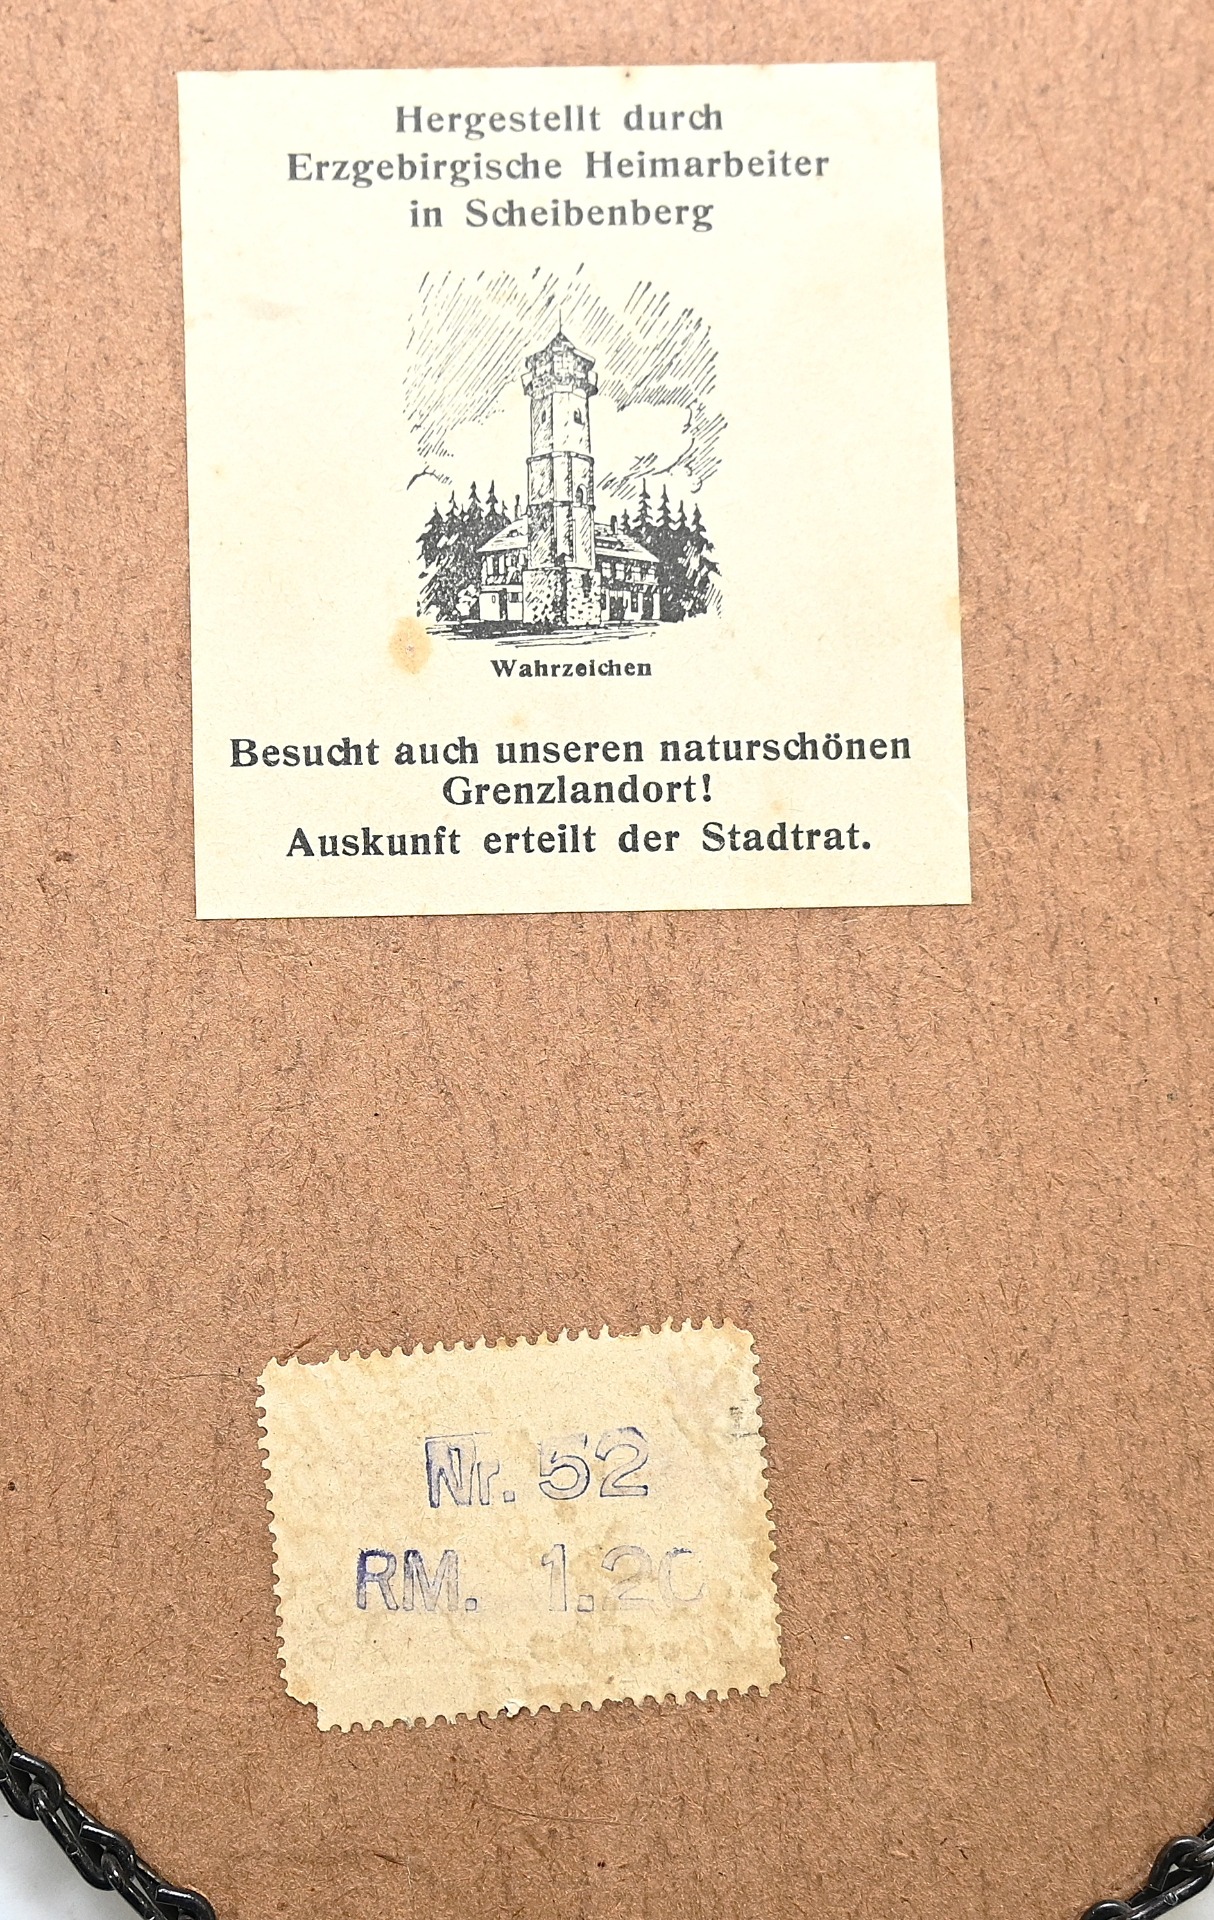 Hergestellt durch
Erzgebirgische Heimarbeiter
in Scheibenberg
Wahrzeichen
Besucht auch unseren naturschönen
Grenzlandort!
Auskunft erteilt der Stadtrat.
Nr. 52
RM. 1.20